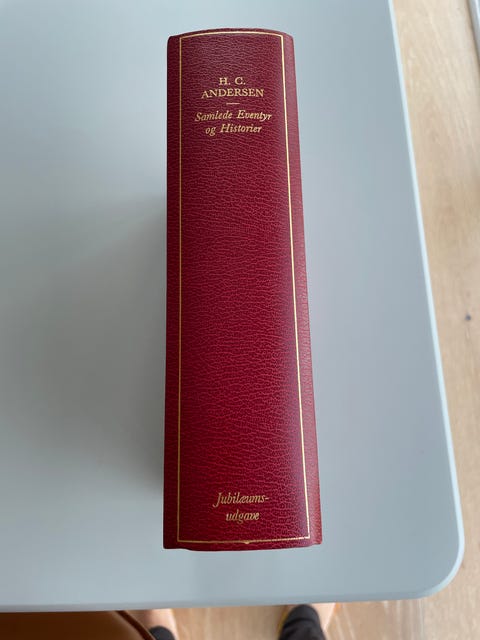 H. C.
ANDERSEN
Samlede Eventyr
og Historier
Jubilæums-
udgave